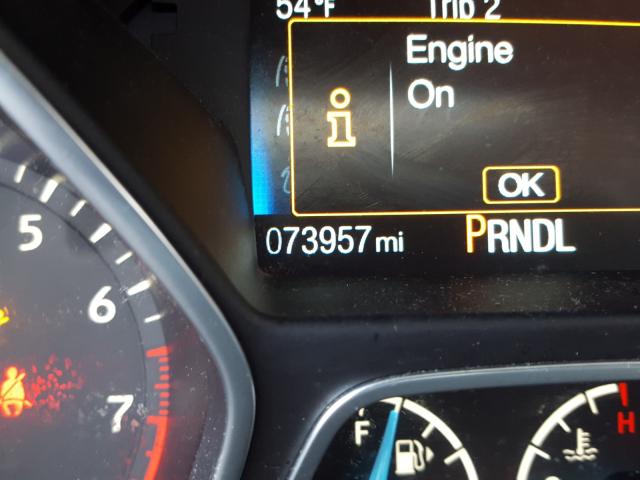 54°F Trip 2
Engine
On
i
OK
073957 mi PRNDL
5
6
7
F
H